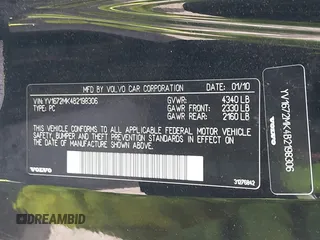 MFD BY VOLVO CAR CORPORATION 01/10
VIN: YV1672MK4B2198306
TYPE: PC
GVWR: 4340 LB
GAWR FRONT: 2330 LB
GAWR REAR: 2160 LB
THIS VEHICLE CONFORMS TO ALL APPLICABLE U.S. FEDERAL MOTOR VEHICLE
SAFETY, BUMPER AND THEFT PREVENTION STANDARDS IN EFFECT
ON THE DATE OF MANUFACTURE SHOWN ABOVE.
VOLVO
31276942
YV1672MK4B2198306
VOLVO
DREAMBID